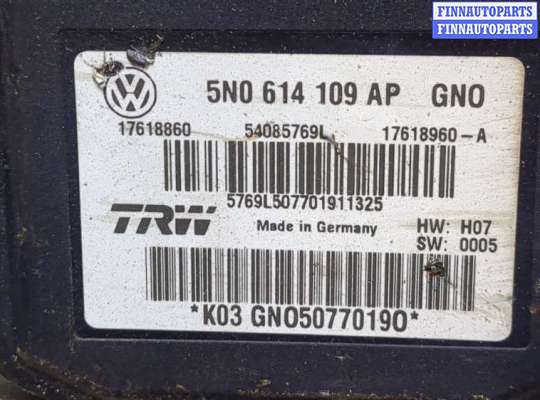 FINNAUTOPARTS
FINNAUTOPARTS
5N0 614 109 AP GNO
17618860 54085769L 17618960-A
5769L507701911325
TRW Made in Germany HW: H07
SW: 0005
*K03 GNO50770190*